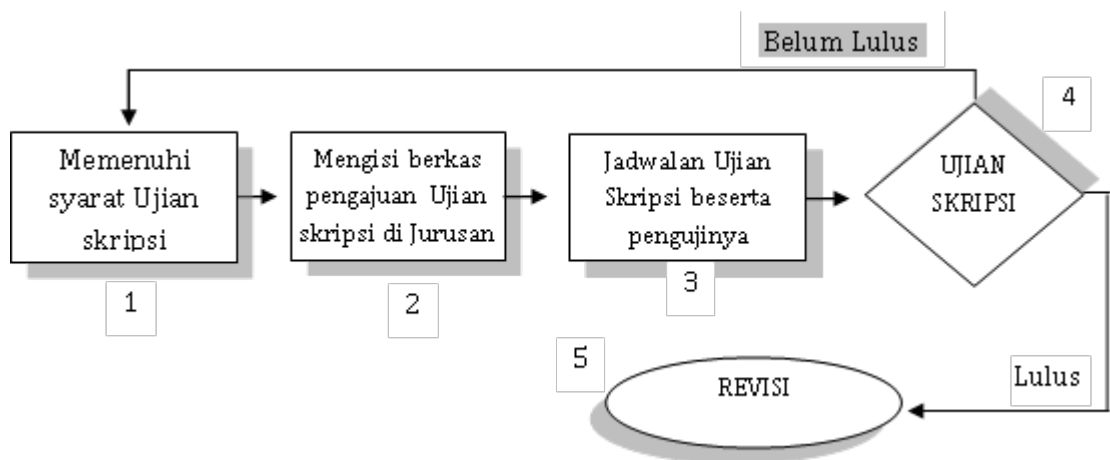 Belum Lulus
4
Memenuhi
syarat Ujian
skripsi
Mengisi berkas
pengajuan Ujian
skripsi di Jurusan
Jadwalan Ujian
Skripsi beserta
pengujinya
UJIAN
SKRIPSI
1
2
3
5
REVISI
Lulus